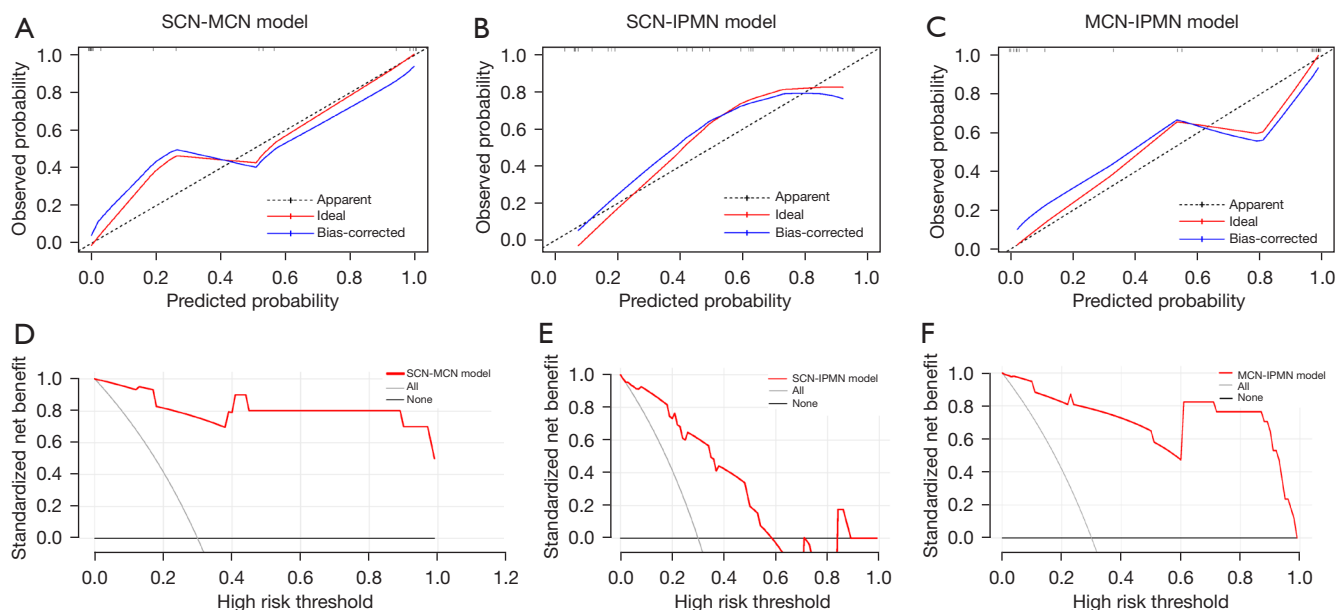 A
SCN-MCN model
Observed probability
1.0
0.8
0.6
0.4
0.2
0.0
Apparent
Ideal
Bias-corrected
0.0 0.2 0.4 0.6 0.8 1.0
Predicted probability
B
SCN-IPMN model
Observed probability
1.0
0.8
0.6
0.4
0.2
0.0
Apparent
Ideal
Bias-corrected
0.0 0.2 0.4 0.6 0.8 1.0
Predicted probability
C
MCN-IPMN model
Observed probability
1.0
0.8
0.6
0.4
0.2
0.0
Apparent
Ideal
Bias-corrected
0.0 0.2 0.4 0.6 0.8 1.0
Predicted probability
D
Standardized net benefit
1.0
0.8
0.6
0.4
0.2
0.0
SCN-MCN model
All
None
0.0 0.2 0.4 0.6 0.8 1.0 1.2
High risk threshold
E
Standardized net benefit
1.0
0.8
0.6
0.4
0.2
0.0
SCN-IPMN model
All
None
0.0 0.2 0.4 0.6 0.8 1.0
High risk threshold
F
Standardized net benefit
1.0
0.8
0.6
0.4
0.2
0.0
MCN-IPMN model
All
None
0.0 0.2 0.4 0.6 0.8 1.0
High risk threshold